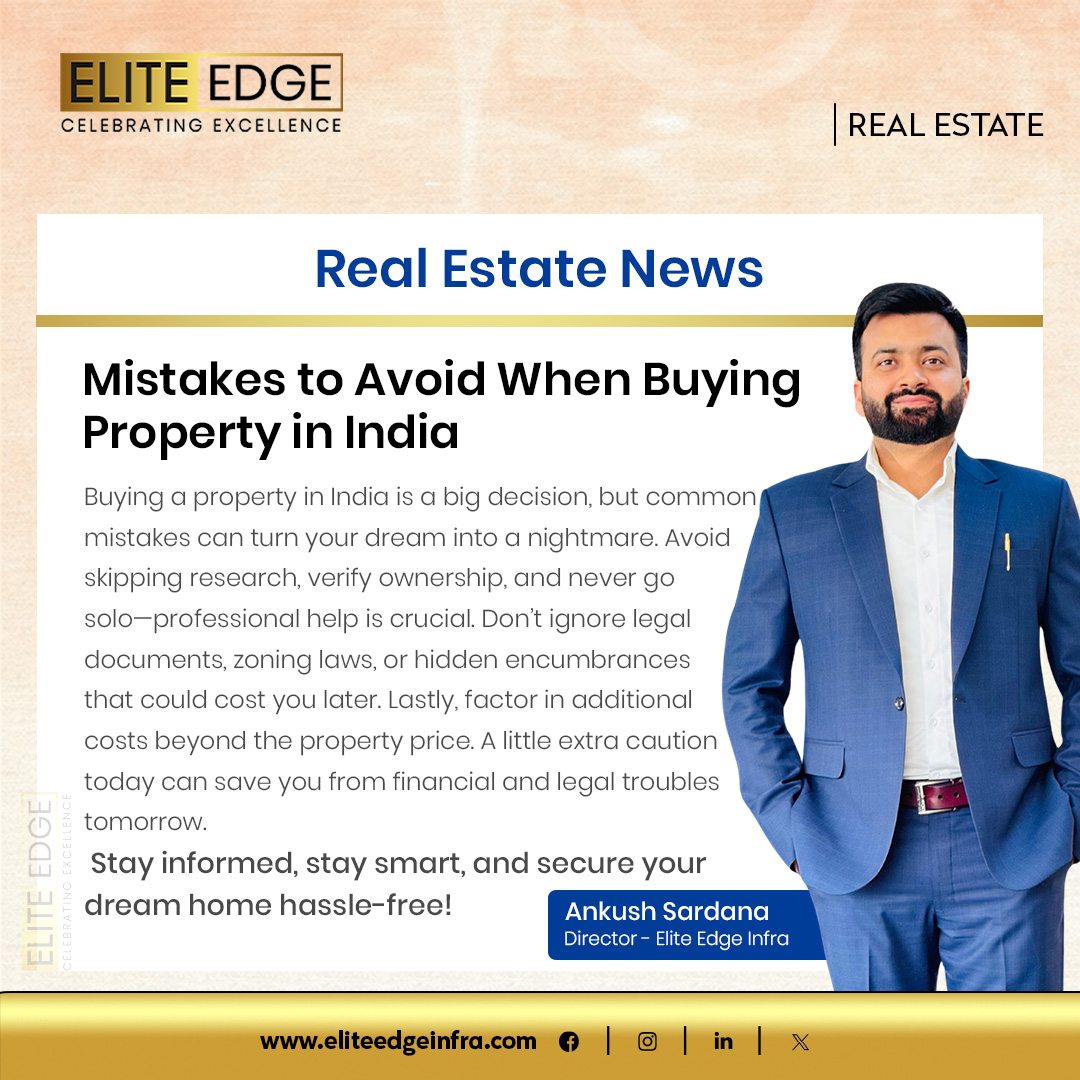 ELITE EDGE
CELEBRATING EXCELLENCE
REAL ESTATE
Real Estate News
Mistakes to Avoid When Buying
Property in India
Buying a property in India is a big decision, but common
mistakes can turn your dream into a nightmare. Avoid
skipping research, verify ownership, and never go
solo—professional help is crucial. Don’t ignore legal
documents, zoning laws, or hidden encumbrances
that could cost you later. Lastly, factor in additional
costs beyond the property price. A little extra caution
today can save you from financial and legal troubles
tomorrow.
Stay informed, stay smart, and secure your
dream home hassle-free!
Ankush Sardana
Director - Elite Edge Infra
ELITE EDGE
CELEBRATING EXCELLENCE
www.eliteedgeinfra.com